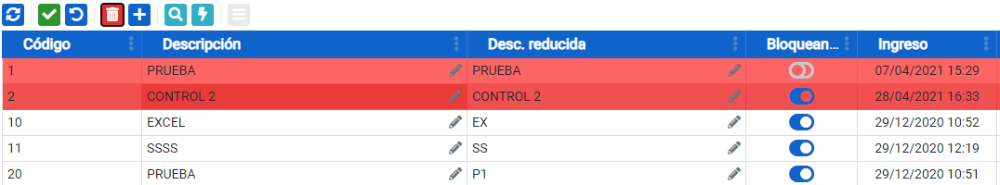 Código Descripción Desc. reducida Bloquean... Ingreso
1 PRUEBA PRUEBA 07/04/2021 15:29
2 CONTROL 2 CONTROL 2 28/04/2021 16:33
10 EXCEL EX 29/12/2020 10:52
11 SSSS SS 29/12/2020 12:19
20 PRUEBA P1 29/12/2020 10:51